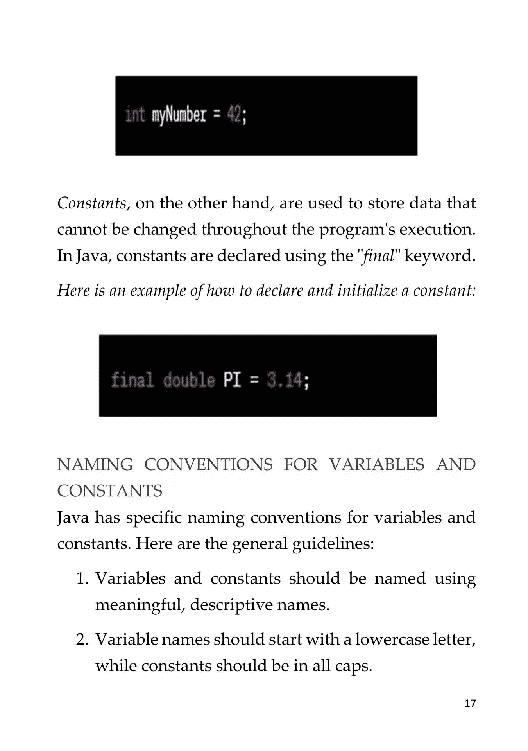 int myNumber = 42;
Constants, on the other hand, are used to store data that
cannot be changed throughout the program's execution.
In Java, constants are declared using the "final" keyword.
Here is an example of how to declare and initialize a constant:
final double PI = 3.14;
NAMING CONVENTIONS FOR VARIABLES AND
CONSTANTS
Java has specific naming conventions for variables and
constants. Here are the general guidelines:
1. Variables and constants should be named using
meaningful, descriptive names.
2. Variable names should start with a lowercase letter,
while constants should be in all caps.
17